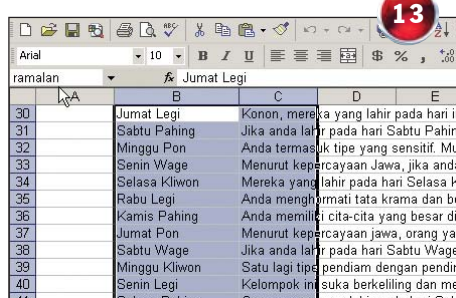 13
Arial 10 B I U $ % ,
ramalan fx Jumat Legi
A B C D E
30 Jumat Legi Konon, mereka yang lahir pada hari
31 Sabtu Pahing Jika anda lahir pada hari Sabtu Pahin
32 Minggu Pon Anda termasuk tipe yang sensitif. Mu
33 Senin Wage Menurut kepercayaan Jawa, jika anda
34 Selasa Kliwon Mereka yang lahir pada hari Selasa K
35 Rabu Legi Anda menghormati tata krama dan be
36 Kamis Pahing Anda memiliki cita-cita yang besar di
37 Jumat Pon Menurut kepercayaan jawa, orang ya
38 Sabtu Wage Jika anda lahir pada hari Sabtu Wage
39 Minggu Kliwon Satu lagi tipe pendiam dengan pendir
40 Senin Legi Kelompok ini suka berkeliling dan me